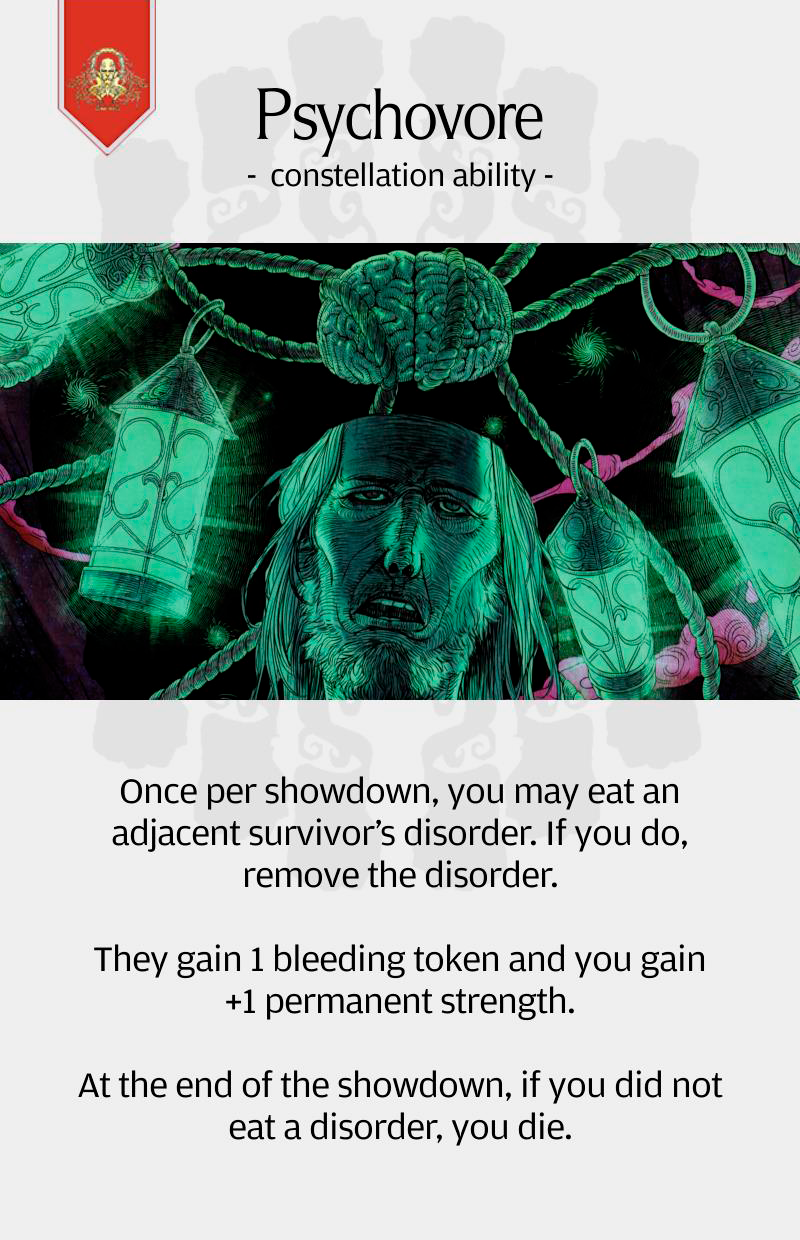 Psychovore
- constellation ability -
Once per showdown, you may eat an
adjacent survivor’s disorder. If you do,
remove the disorder.
They gain 1 bleeding token and you gain
+1 permanent strength.
At the end of the showdown, if you did not
eat a disorder, you die.